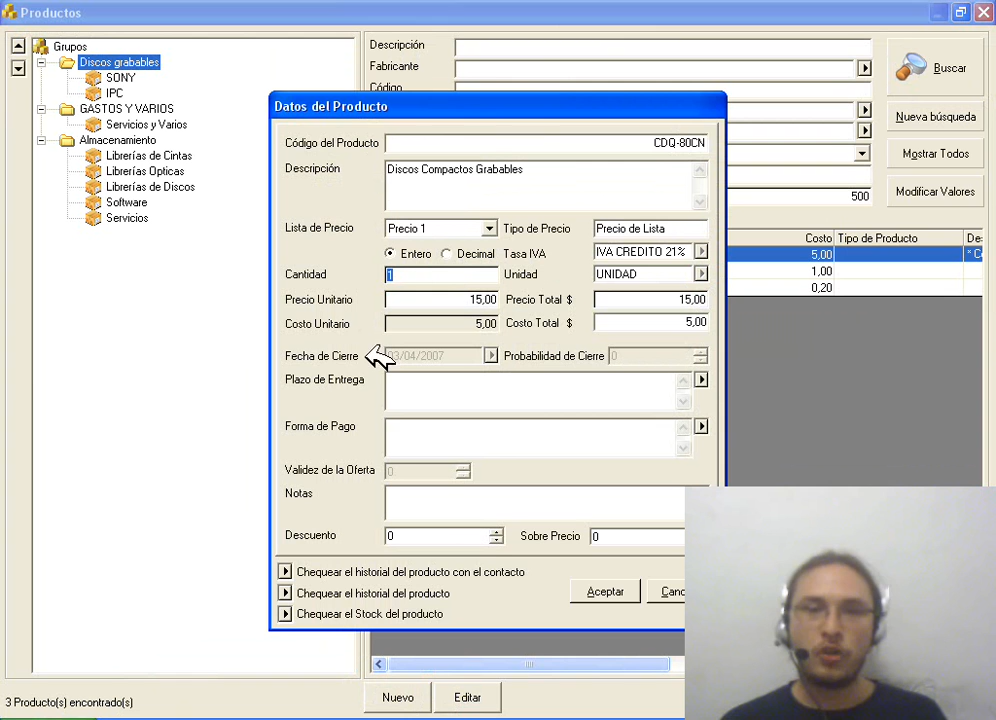 Productos
Grupos
Discos grabables
SONY
IPC
GASTOS Y VARIOS
Servicios y Varios
Almacenamiento
Librerías de Cintas
Librerías Opticas
Librerías de Discos
Software
Servicios
3 Producto(s) encontrado(s)
Descripción
Fabricante
Código
500
Buscar
Nueva búsqueda
Mostrar Todos
Modificar Valores
Costo Tipo de Producto
5,00
1,00
0,20
Nuevo
Editar
Datos del Producto
Código del Producto CDQ-80CN
Descripción Discos Compactos Grabables
Lista de Precio Precio 1 Tipo de Precio Precio de Lista
Entero Decimal Tasa IVA IVA CREDITO 21%
Cantidad 1 Unidad UNIDAD
Precio Unitario 15,00 Precio Total $ 15,00
Costo Unitario 5,00 Costo Total $ 5,00
Fecha de Cierre 03/04/2007 Probabilidad de Cierre 0
Plazo de Entrega
Forma de Pago
Validez de la Oferta 0
Notas
Descuento 0 Sobre Precio 0
Chequear el historial del producto con el contacto
Chequear el historial del producto
Chequear el Stock del producto
Aceptar